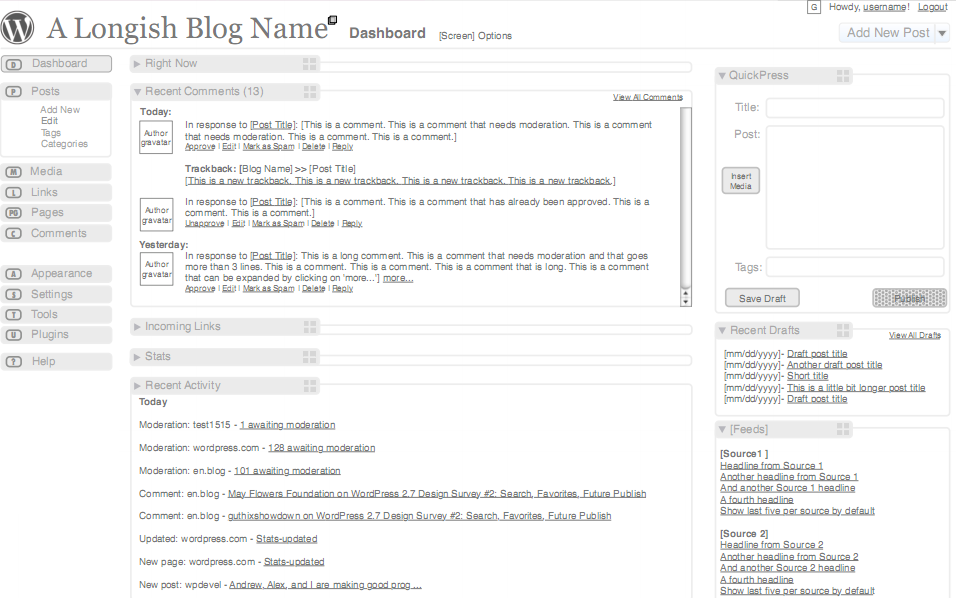 G Howdy, username! Logout
W A Longish Blog Name Dashboard [Screen] Options
Add New Post
D Dashboard
P Posts
Add New
Edit
Tags
Categories
M Media
L Links
PG Pages
C Comments
A Appearance
S Settings
T Tools
U Plugins
? Help
Right Now
Recent Comments (13)
View All Comments
Today:
Author
gravatar
In response to [Post Title]: [This is a comment. This is a comment that needs moderation. This is a comment
that needs moderation. This is a comment. This is a comment.]
Approve | Edit | Mark as Spam | Delete | Reply
Trackback: [Blog Name] >> [Post Title]
[This is a new trackback. This is a new trackback. This is a new trackback. This is a new trackback.]
Author
gravatar
In response to [Post Title]: [This is a comment. This is a comment that has already been approved. This is a
comment. This is a comment.]
Unapprove | Edit | Mark as Spam | Delete | Reply
Yesterday:
Author
gravatar
In response to [Post Title]: This is a long comment. This is a comment that needs moderation and that goes
more than 3 lines. This is a comment. This is a comment. This is a comment that is long. This is a comment
that can be expanded by clicking on 'more...'] more...
Approve | Edit | Mark as Spam | Delete | Reply
Incoming Links
Stats
Recent Activity
Today
Moderation: test1515 - 1 awaiting moderation
Moderation: wordpress.com - 128 awaiting moderation
Moderation: en.blog - 101 awaiting moderation
Comment: en.blog - May Flowers Foundation on WordPress 2.7 Design Survey #2: Search, Favorites, Future Publish
Comment: en.blog - guthixshowdown on WordPress 2.7 Design Survey #2: Search, Favorites, Future Publish
Updated: wordpress.com - Stats-updated
New page: wordpress.com - Stats-updated
New post: wpdevel - Andrew, Alex, and I are making good prog ...
QuickPress
Title:
Post:
Insert
Media
Tags:
Save Draft
Publish
Recent Drafts
View All Drafts
[mm/dd/yyyy]- Draft post title
[mm/dd/yyyy]- Another draft post title
[mm/dd/yyyy]- Short title
[mm/dd/yyyy]- This is a little bit longer post title
[mm/dd/yyyy]- Draft post title
[Feeds]
[Source1 ]
Headline from Source 1
Another headline from Source 1
And another Source 1 headline
A fourth headline
Show last five per source by default
[Source 2]
Headline from Source 2
Another headline from Source 2
And another Source 2 headline
A fourth headline
Show last five per source by default